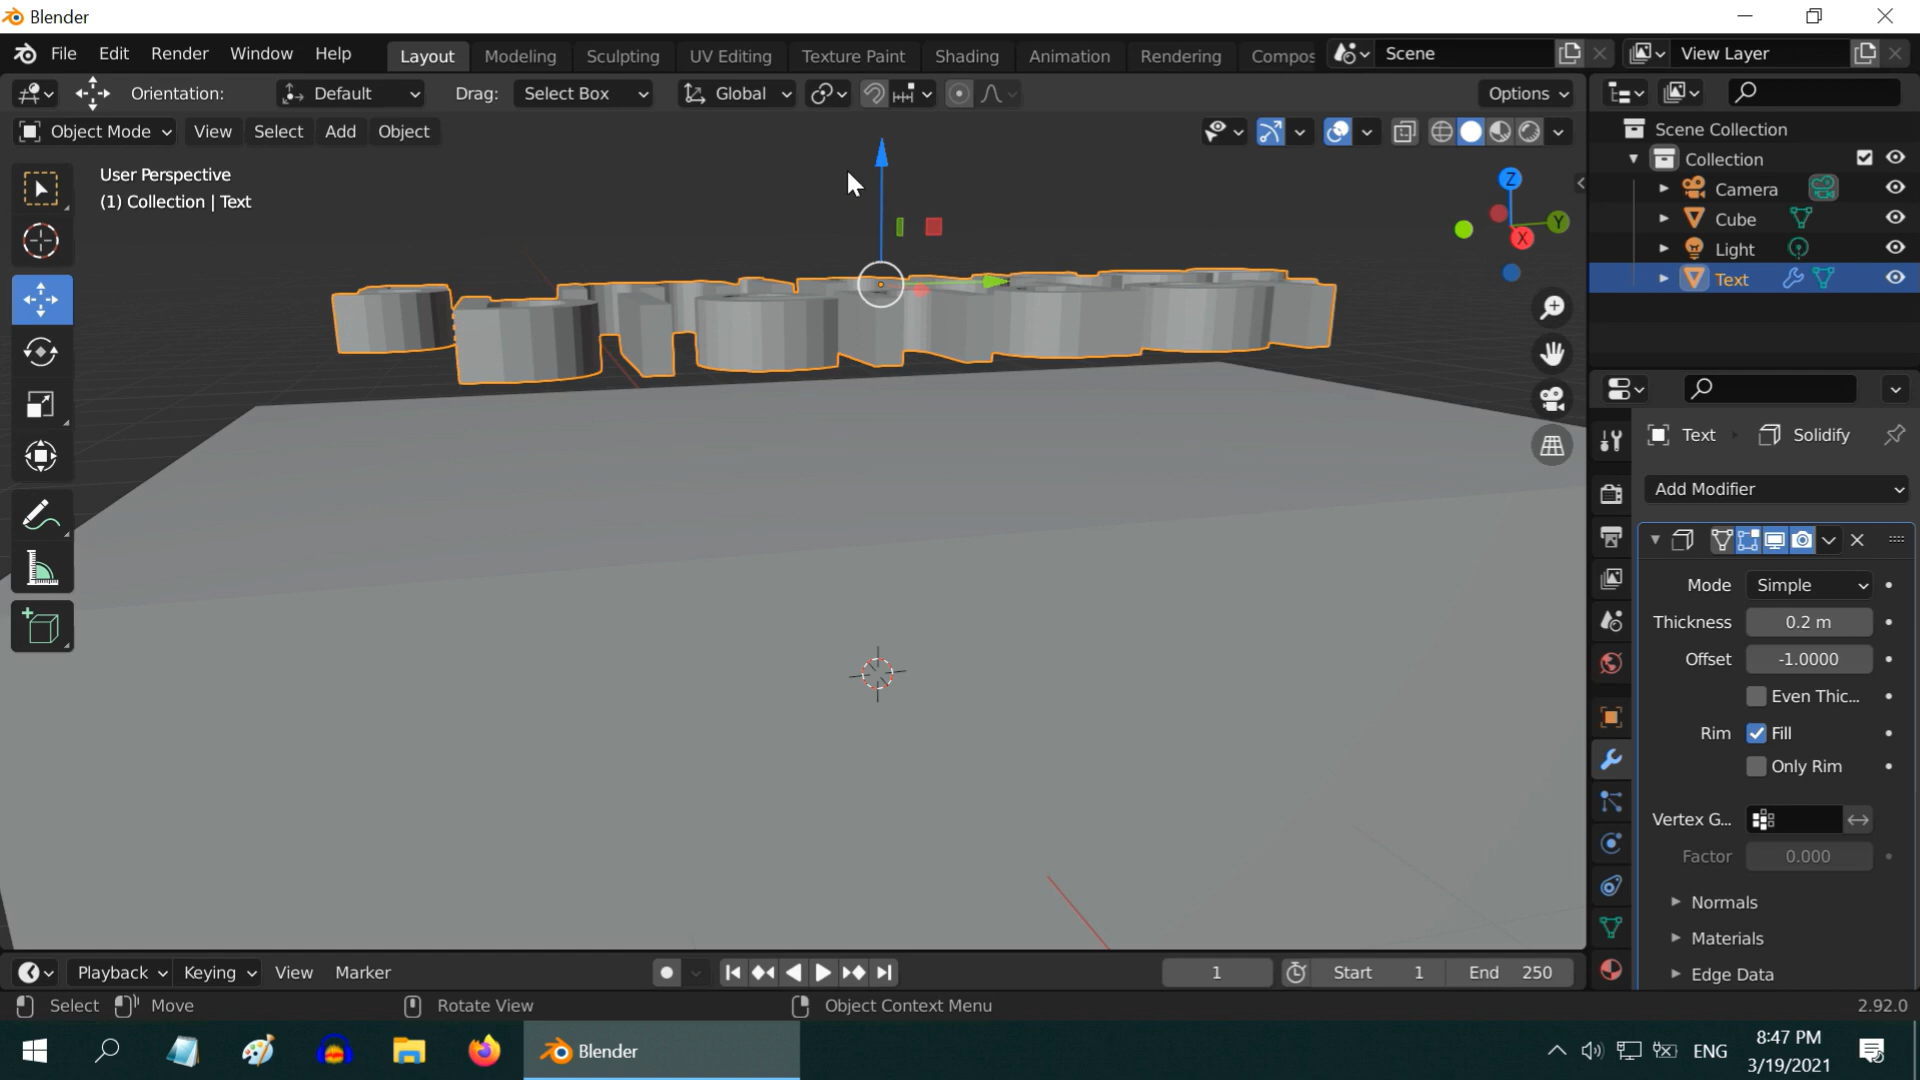 Blender
File Edit Render Window Help Layout Modeling Sculpting UV Editing Texture Paint Shading Animation Rendering Compos Scene View Layer
Orientation: Default Drag: Select Box Global Options
Object Mode View Select Add Object
User Perspective
(1) Collection | Text
Z
Y
X
Scene Collection
Collection
Camera
Cube
Light
Text
Text Solidify
Add Modifier
Mode Simple
Thickness 0.2 m
Offset -1.0000
Even Thic...
Rim Fill
Only Rim
Vertex G...
Factor 0.000
Normals
Materials
Edge Data
Playback Keying View Marker 1 Start 1 End 250
Select Move Rotate View Object Context Menu 2.92.0
Blender ENG 8:47 PM
3/19/2021